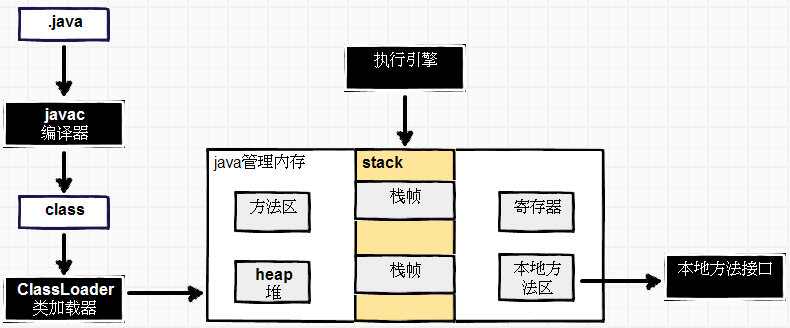 .java
javac
编译器
class
ClassLoader
类加载器
执行引擎
java管理内存
stack
方法区
栈帧
寄存器
heap
堆
栈帧
本地方
法区
本地方法接口